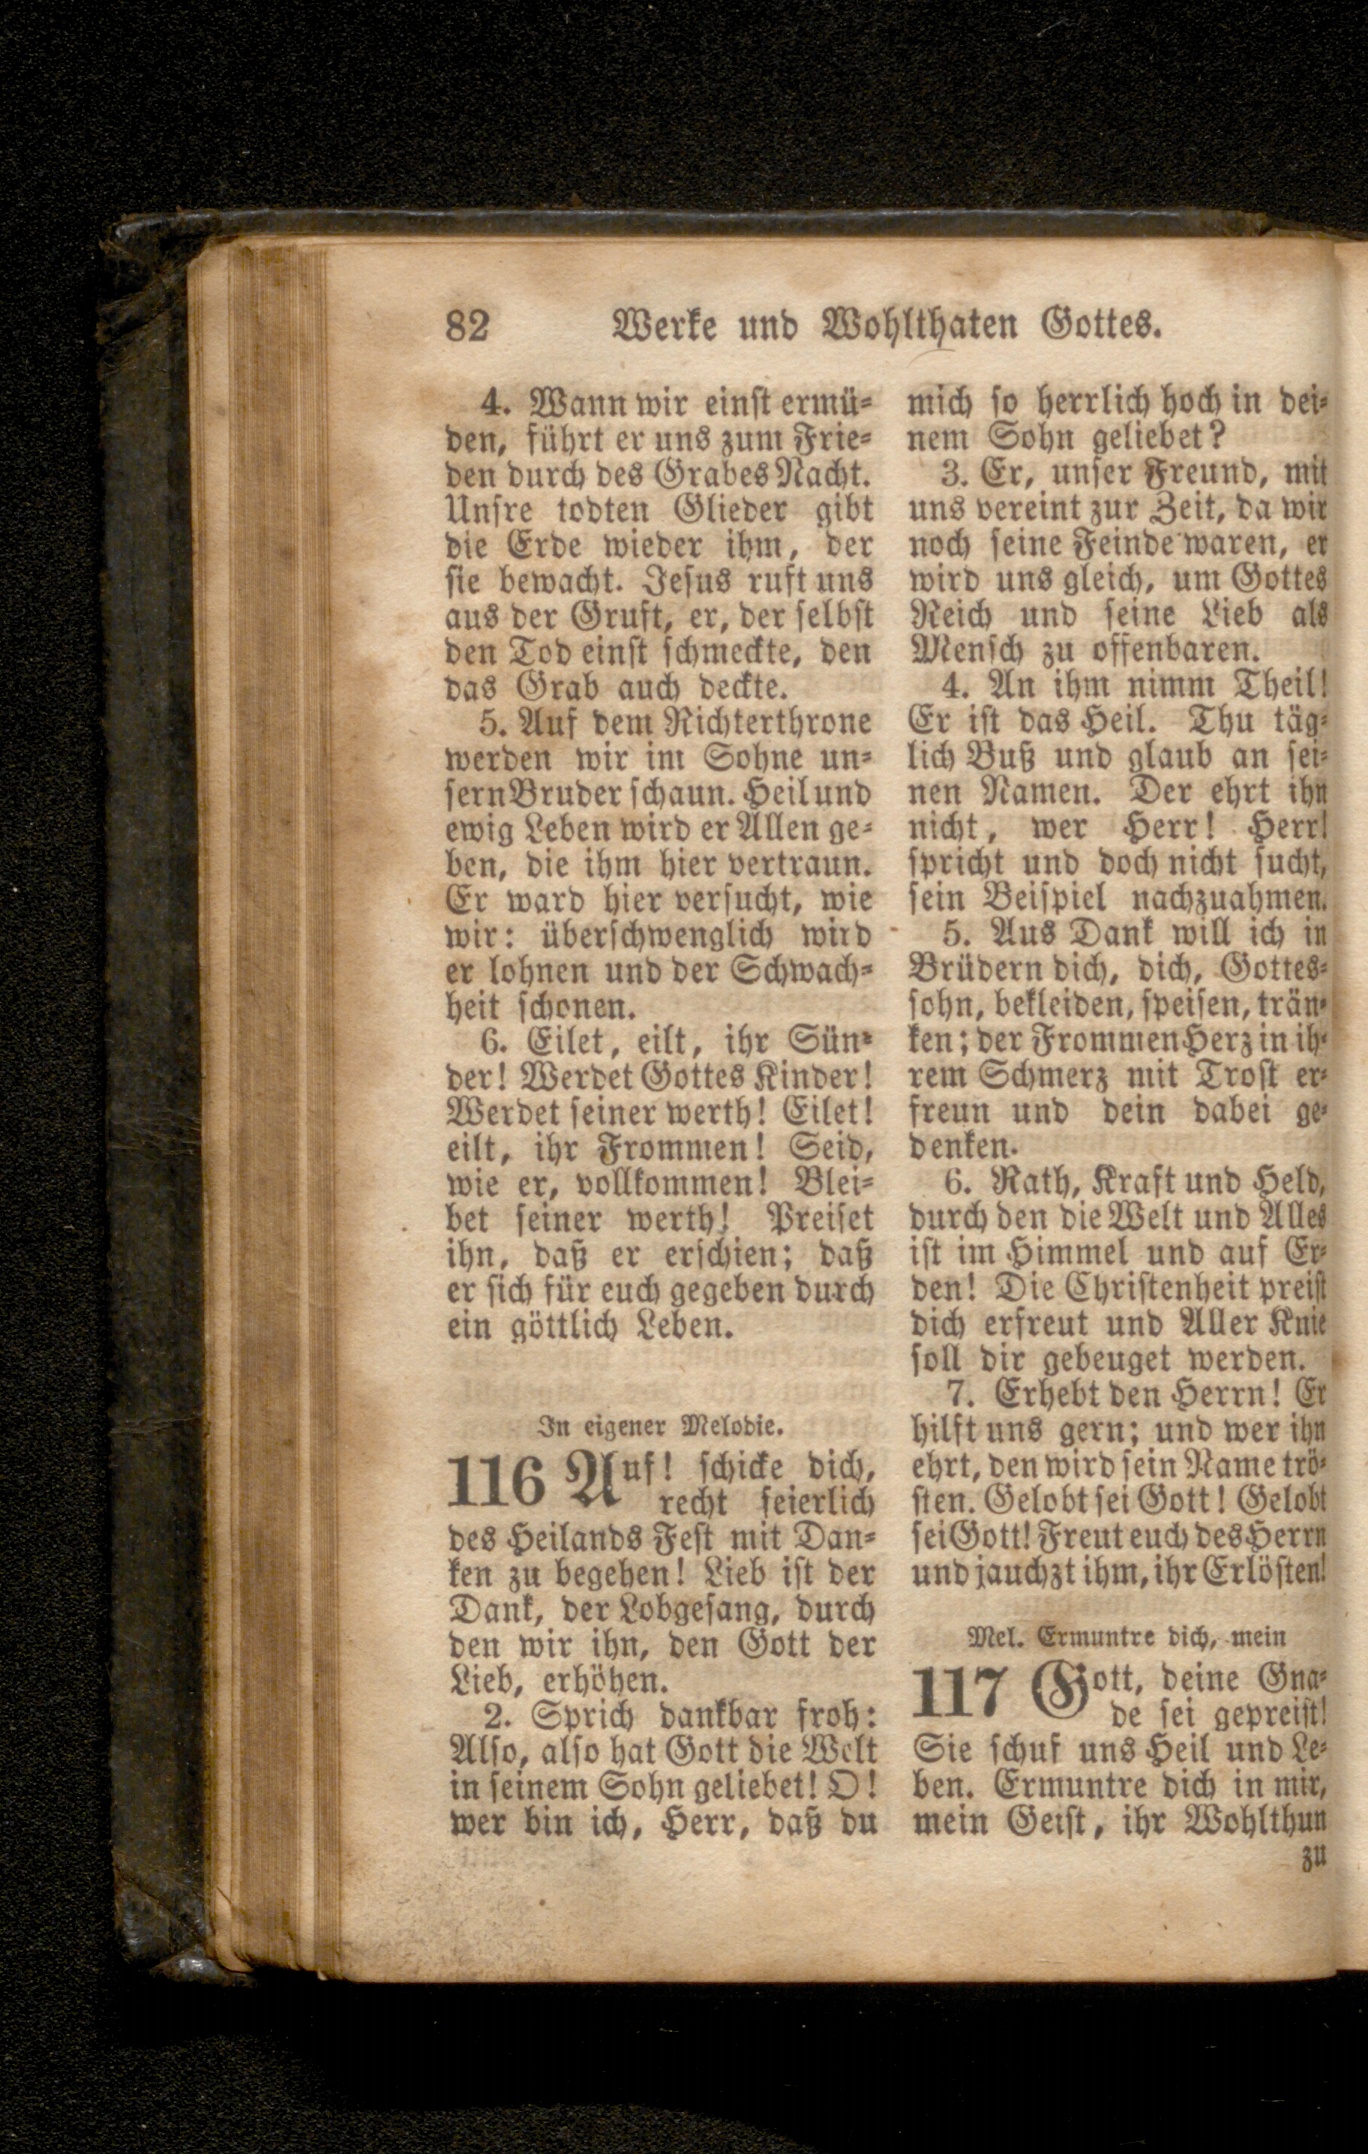 82 Werke und Wohlthaten Gottes.
4. Wann wir einst ermü-
den, führt er uns zum Frie-
den durch des Grabes Nacht.
Unsre todten Glieder gibt
die Erde wieder ihm, der
sie bewacht. Jesus ruft uns
aus der Gruft, er, der selbst
den Tod einst schmeckte, den
das Grab auch deckte.
5. Auf dem Richterthrone
werden wir im Sohne un-
sern Bruder schaun. Heil und
ewig Leben wird er Allen ge-
ben, die ihm hier vertraun.
Er ward hier versucht, wie
wir: überschwenglich wird
er lohnen und der Schwach-
heit schonen.
6. Eilet, eilt, ihr Sün-
der! Werdet Gottes Kinder!
Werdet seiner werth! Eilet!
eilt, ihr Frommen! Seid,
wie er, vollkommen! Blei-
bet seiner werth! Preiset
ihn, daß er erschien; daß
er sich für euch gegeben durch
ein göttlich Leben.
In eigener Melodie.
116 Auf! schicke dich,
recht feierlich
des Heilands Fest mit Dan-
ken zu begehen! Lieb ist der
Dank, der Lobgesang, durch
den wir ihn, den Gott der
Lieb, erhöhen.
2. Sprich dankbar froh:
Also, also hat Gott die Welt
in seinem Sohn geliebet! O!
wer bin ich, Herr, daß du
mich so herrlich hoch in dei-
nem Sohn geliebet?
3. Er, unser Freund, mit
uns vereint zur Zeit, da wir
noch seine Feinde waren, er
wird uns gleich, um Gottes
Reich und seine Lieb als
Mensch zu offenbaren.
4. An ihm nimm Theil!
Er ist das Heil. Thu täg-
lich Buß und glaub an sei-
nen Namen. Der ehrt ihn
nicht, wer Herr! Herr!
spricht und doch nicht sucht,
sein Beispiel nachzuahmen.
5. Aus Dank will ich in
Brüdern dich, dich, Gottes-
sohn, bekleiden, speisen, trän-
ken; der Frommen Herz in ih-
rem Schmerz mit Trost er-
freun und dein dabei ge-
denken.
6. Rath, Kraft und Held,
durch den die Welt und Alles
ist im Himmel und auf Er-
den! Die Christenheit preist
dich erfreut und Aller Knie
soll dir gebeuget werden.
7. Erhebt den Herrn! Er
hilft uns gern; und wer ihn
ehrt, den wird sein Name trö-
sten. Gelobt sei Gott! Gelobt
sei Gott! Freut euch des Herrn
und jauchzt ihm, ihr Erlösten!
Mel. Ermuntre dich, mein
117 Gott, deine Gna-
de sei gepreist!
Sie schuf uns Heil und Le-
ben. Ermuntre dich in mir,
mein Geist, ihr Wohlthun
zu